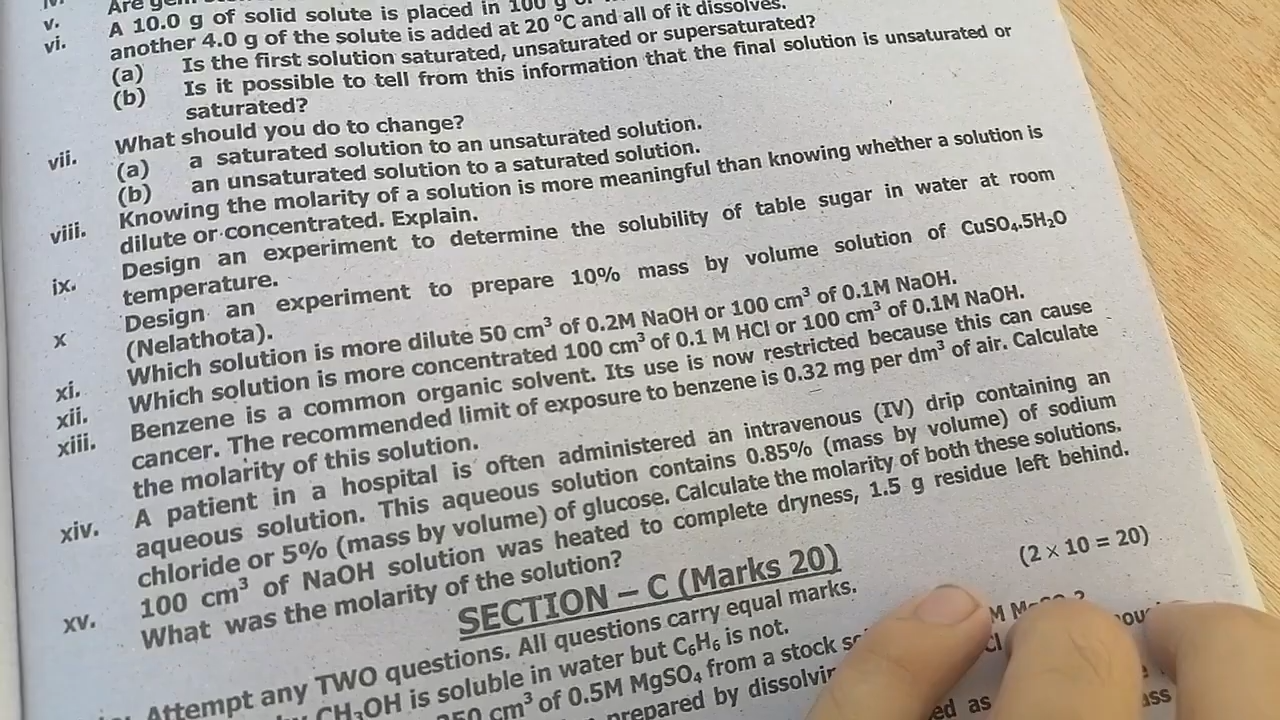 iv.
v. Are gem
vi. A 10.0 g of solid solute is placed in 100 g of
another 4.0 g of the solute is added at 20 °C and all of it dissolves.
(a) Is the first solution saturated, unsaturated or supersaturated?
(b) Is it possible to tell from this information that the final solution is unsaturated or
saturated?
vii. What should you do to change?
(a) a saturated solution to an unsaturated solution.
(b) an unsaturated solution to a saturated solution.
viii. Knowing the molarity of a solution is more meaningful than knowing whether a solution is
dilute or concentrated. Explain.
ix. Design an experiment to determine the solubility of table sugar in water at room
temperature.
x Design an experiment to prepare 10% mass by volume solution of CuSO₄.5H₂O
(Nelathota).
xi. Which solution is more dilute 50 cm³ of 0.2M NaOH or 100 cm³ of 0.1M NaOH.
xii. Which solution is more concentrated 100 cm³ of 0.1 M HCl or 100 cm³ of 0.1M NaOH.
xiii. Benzene is a common organic solvent. Its use is now restricted because this can cause
cancer. The recommended limit of exposure to benzene is 0.32 mg per dm³ of air. Calculate
the molarity of this solution.
xiv. A patient in a hospital is often administered an intravenous (IV) drip containing an
aqueous solution. This aqueous solution contains 0.85% (mass by volume) of sodium
chloride or 5% (mass by volume) of glucose. Calculate the molarity of both these solutions.
xv. 100 cm³ of NaOH solution was heated to complete dryness, 1.5 g residue left behind.
What was the molarity of the solution?
SECTION – C (Marks 20) (2 × 10 = 20)
Attempt any TWO questions. All questions carry equal marks.
CH₃OH is soluble in water but C₆H₆ is not.
250 cm³ of 0.5M MgSO₄ from a stock
prepared by